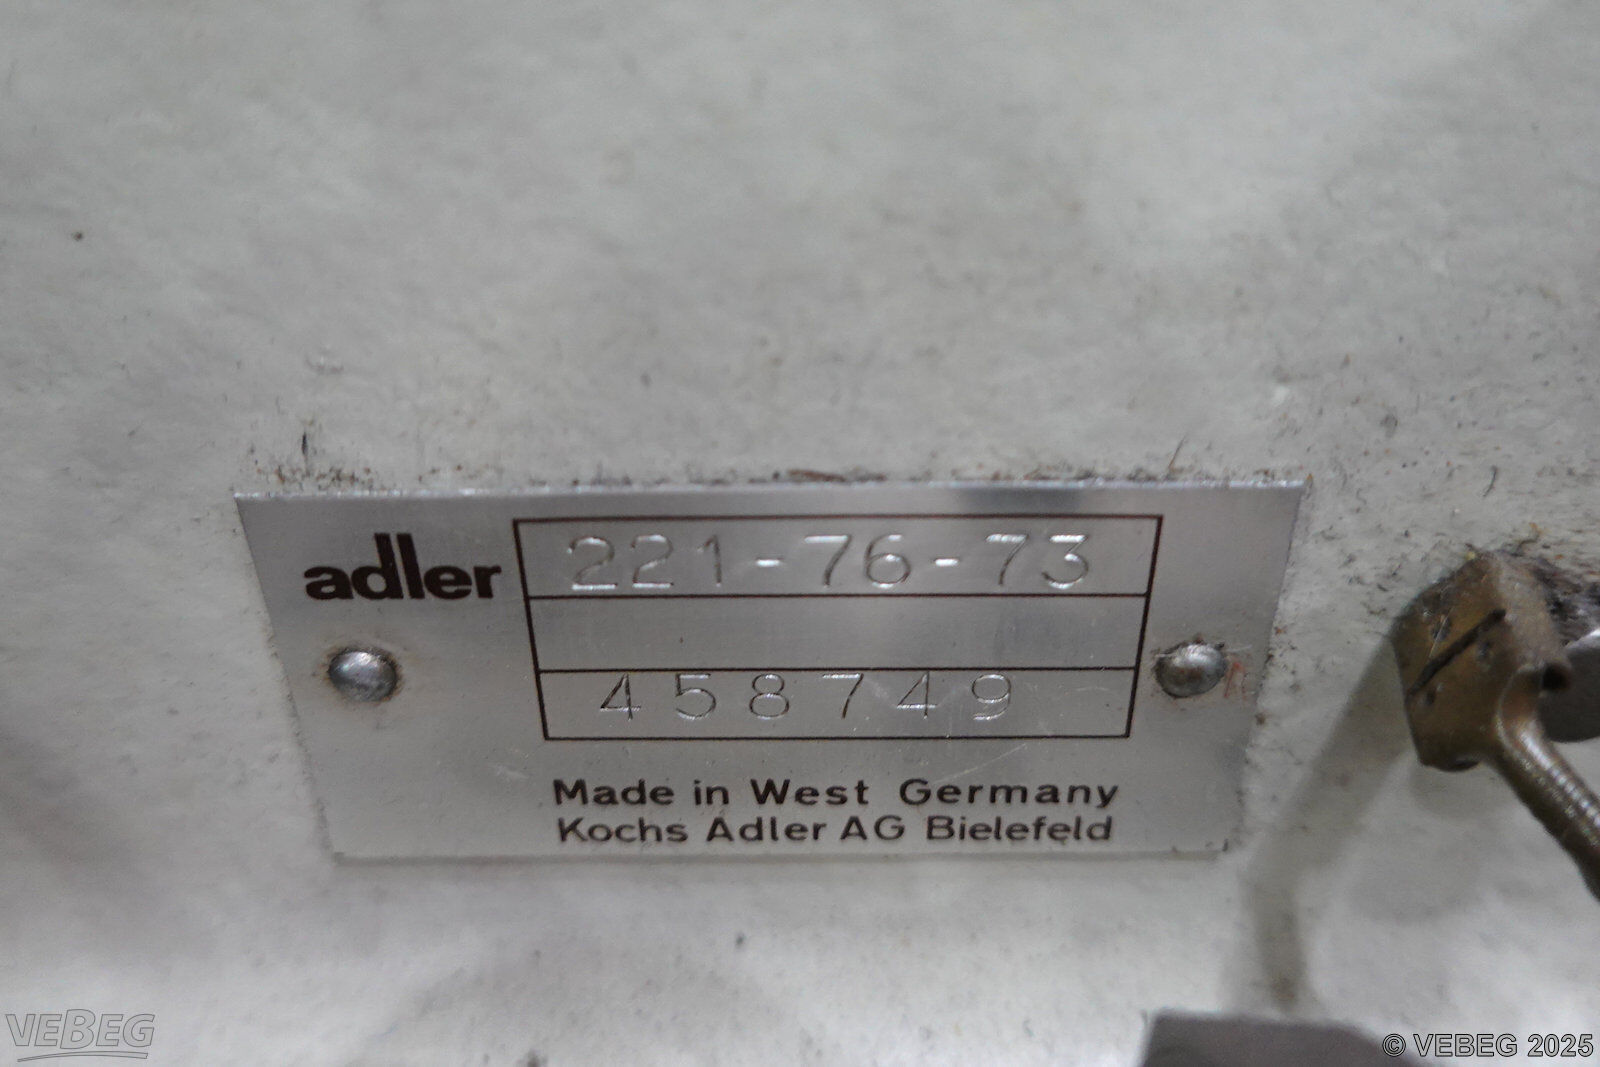 adler
221-76-73
458749
Made in West Germany
Kochs Adler AG Bielefeld
VEBEG
© VEBEG 2025